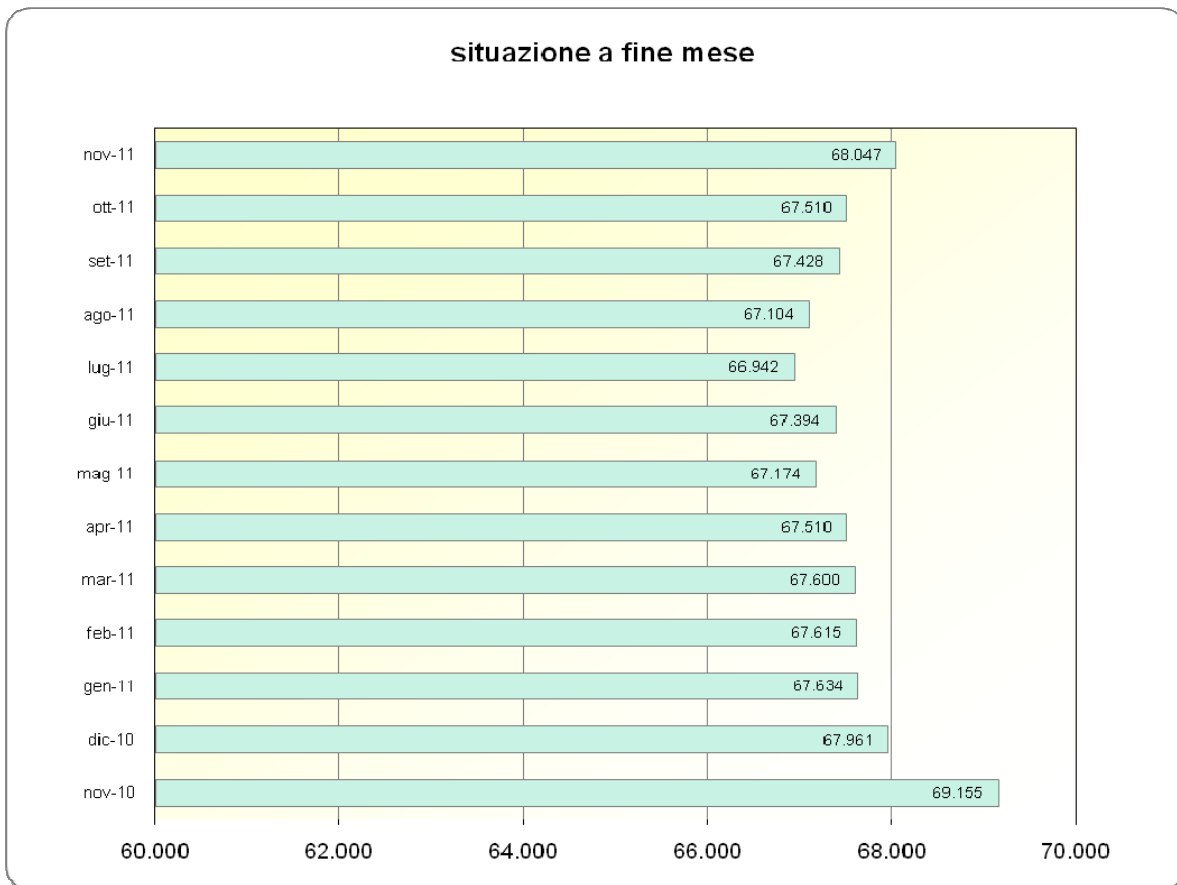 situazione a fine mese
nov-11 68.047
ott-11 67.510
set-11 67.428
ago-11 67.104
lug-11 66.942
giu-11 67.394
mag 11 67.174
apr-11 67.510
mar-11 67.600
feb-11 67.615
gen-11 67.634
dic-10 67.961
nov-10 69.155
60.000 62.000 64.000 66.000 68.000 70.000